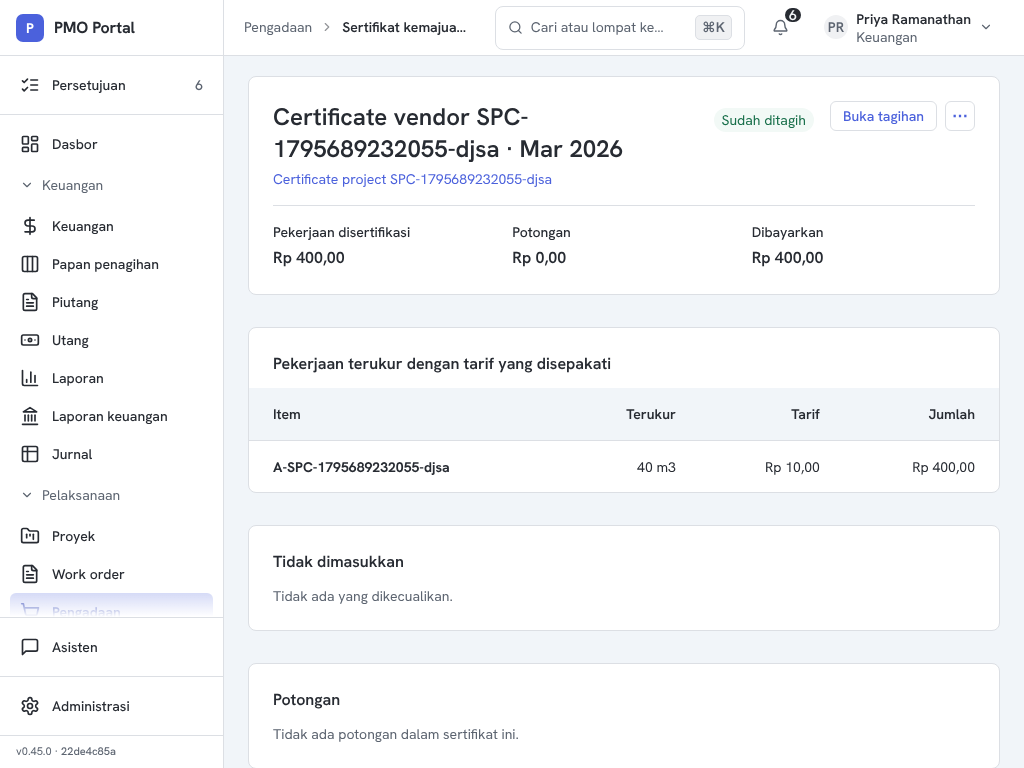 P PMO Portal
Pengadaan
Sertifikat kemajua...
Cari atau lompat ke...
⌘K
6
PR
Priya Ramanathan
Keuangan
Persetujuan 6
Dasbor
Keuangan
Keuangan
Papan penagihan
Piutang
Utang
Laporan
Laporan keuangan
Jurnal
Pelaksanaan
Proyek
Work order
Pengadaan
Asisten
Administrasi
v0.45.0 · 22de4c85a
Certificate vendor SPC-
1795689232055-djsa · Mar 2026
Certificate project SPC-1795689232055-djsa
Sudah ditagih
Buka tagihan
Pekerjaan disertifikasi Potongan Dibayarkan
Rp 400,00 Rp 0,00 Rp 400,00
Pekerjaan terukur dengan tarif yang disepakati
Item Terukur Tarif Jumlah
A-SPC-1795689232055-djsa 40 m3 Rp 10,00 Rp 400,00
Tidak dimasukkan
Tidak ada yang dikecualikan.
Potongan
Tidak ada potongan dalam sertifikat ini.